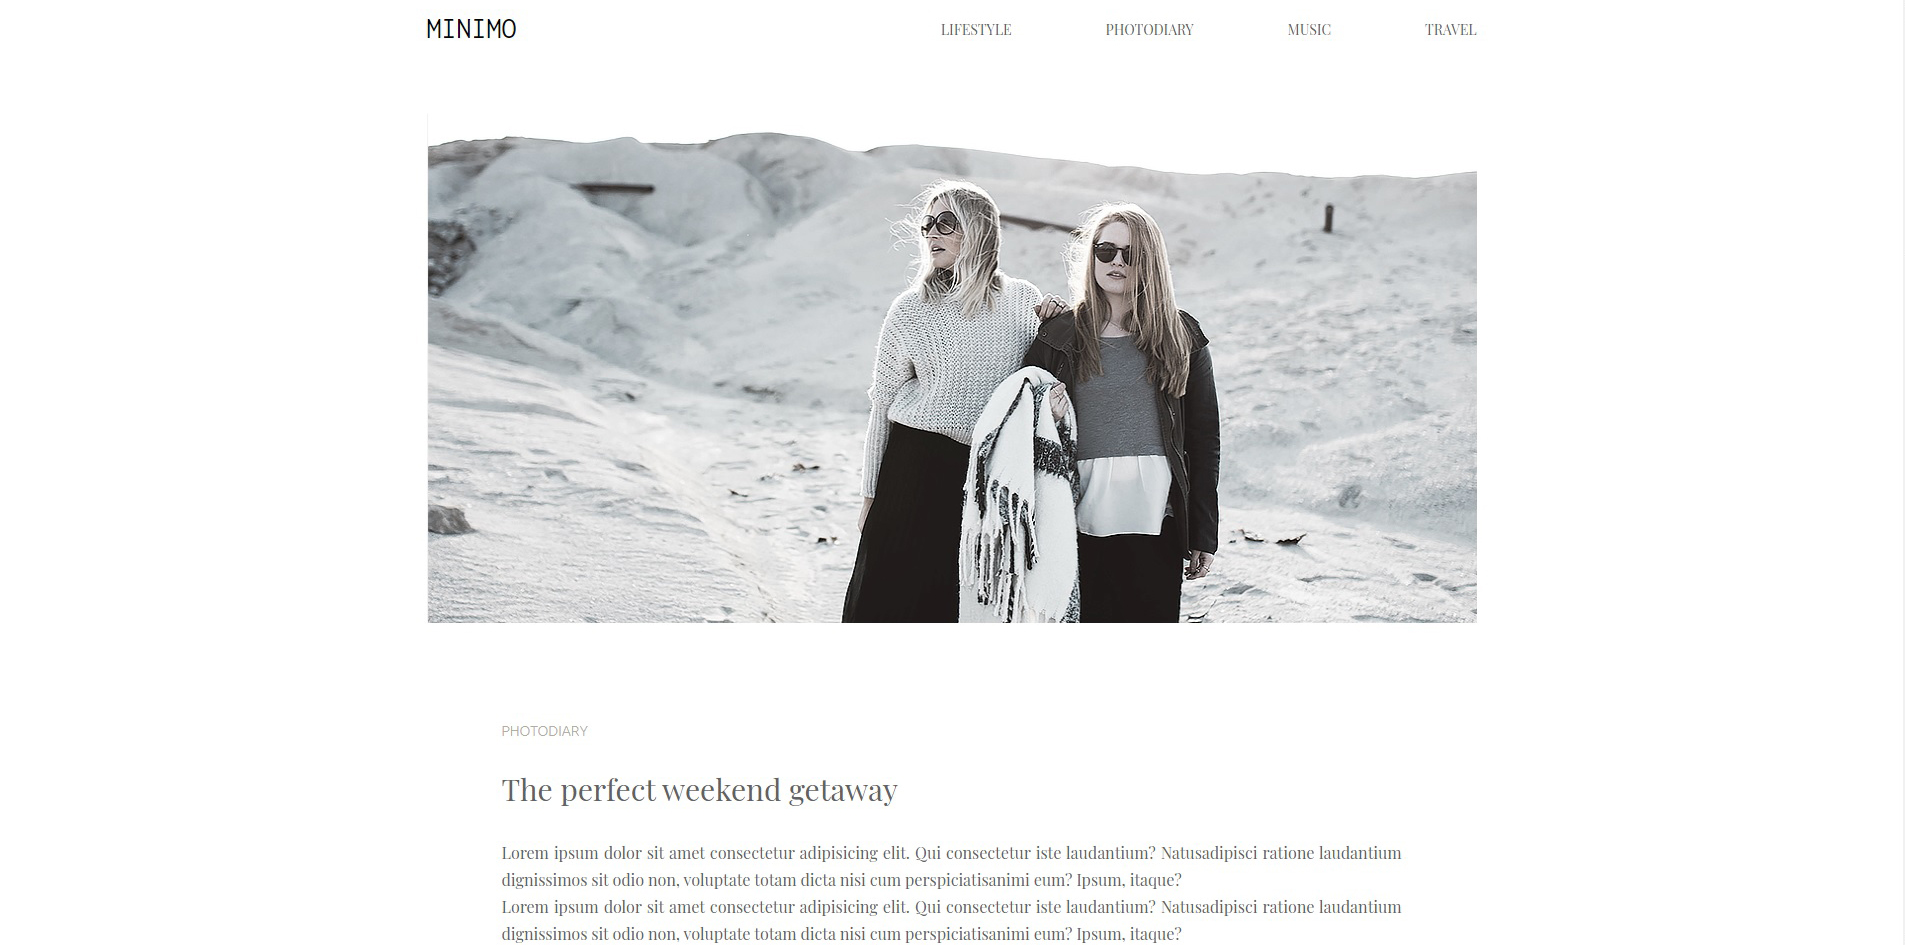 MINIMO
LIFESTYLE PHOTODIARY MUSIC TRAVEL
PHOTODIARY
The perfect weekend getaway
Lorem ipsum dolor sit amet consectetur adipisicing elit. Qui consectetur iste laudantium? Natusadipisci ratione laudantium
dignissimos sit odio non, voluptate totam dicta nisi cum perspiciatisanimi eum? Ipsum, itaque?
Lorem ipsum dolor sit amet consectetur adipisicing elit. Qui consectetur iste laudantium? Natusadipisci ratione laudantium
dignissimos sit odio non, voluptate totam dicta nisi cum perspiciatisanimi eum? Ipsum, itaque?